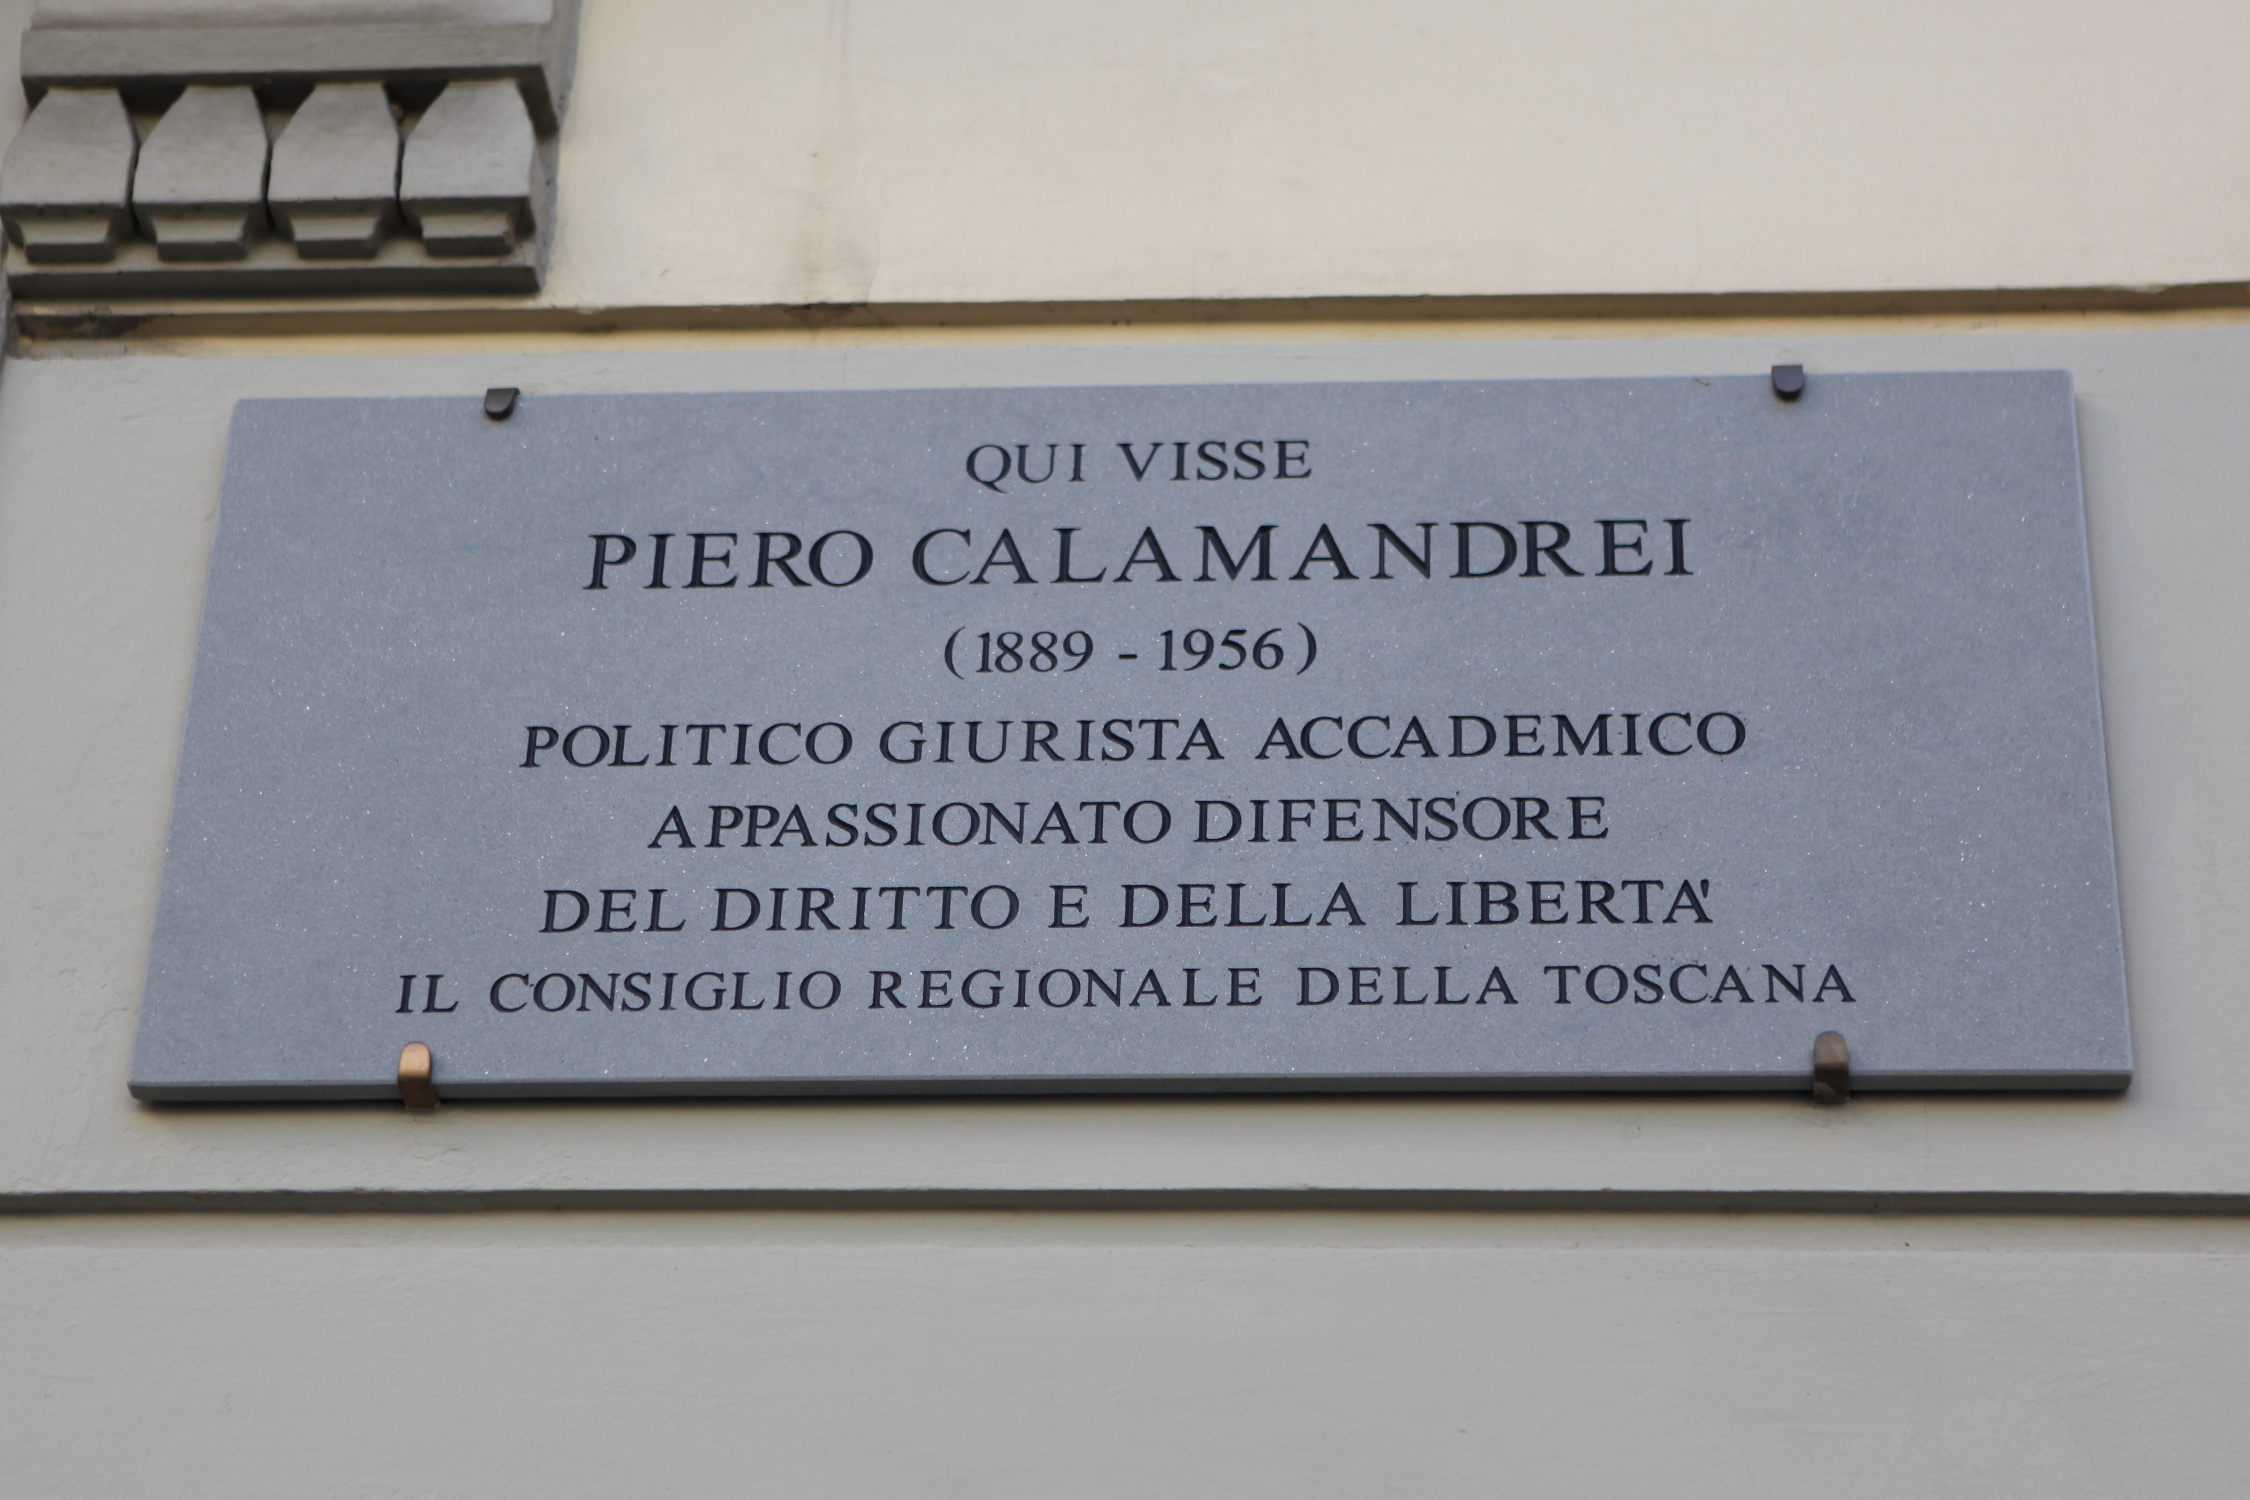 QUI VISSE
PIERO CALAMANDREI
(1889 - 1956)
POLITICO GIURISTA ACCADEMICO
APPASSIONATO DIFENSORE
DEL DIRITTO E DELLA LIBERTA'
IL CONSIGLIO REGIONALE DELLA TOSCANA